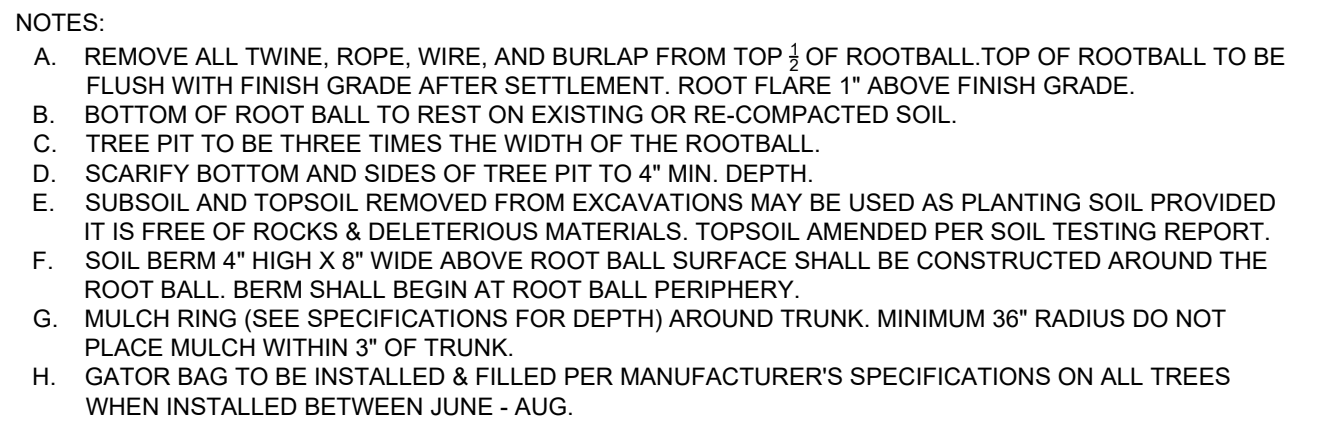 NOTES:
A. REMOVE ALL TWINE, ROPE, WIRE, AND BURLAP FROM TOP ½ OF ROOTBALL.TOP OF ROOTBALL TO BE
FLUSH WITH FINISH GRADE AFTER SETTLEMENT. ROOT FLARE 1" ABOVE FINISH GRADE.
B. BOTTOM OF ROOT BALL TO REST ON EXISTING OR RE-COMPACTED SOIL.
C. TREE PIT TO BE THREE TIMES THE WIDTH OF THE ROOTBALL.
D. SCARIFY BOTTOM AND SIDES OF TREE PIT TO 4" MIN. DEPTH.
E. SUBSOIL AND TOPSOIL REMOVED FROM EXCAVATIONS MAY BE USED AS PLANTING SOIL PROVIDED
IT IS FREE OF ROCKS & DELETERIOUS MATERIALS. TOPSOIL AMENDED PER SOIL TESTING REPORT.
F. SOIL BERM 4" HIGH X 8" WIDE ABOVE ROOT BALL SURFACE SHALL BE CONSTRUCTED AROUND THE
ROOT BALL. BERM SHALL BEGIN AT ROOT BALL PERIPHERY.
G. MULCH RING (SEE SPECIFICATIONS FOR DEPTH) AROUND TRUNK. MINIMUM 36" RADIUS DO NOT
PLACE MULCH WITHIN 3" OF TRUNK.
H. GATOR BAG TO BE INSTALLED & FILLED PER MANUFACTURER'S SPECIFICATIONS ON ALL TREES
WHEN INSTALLED BETWEEN JUNE - AUG.